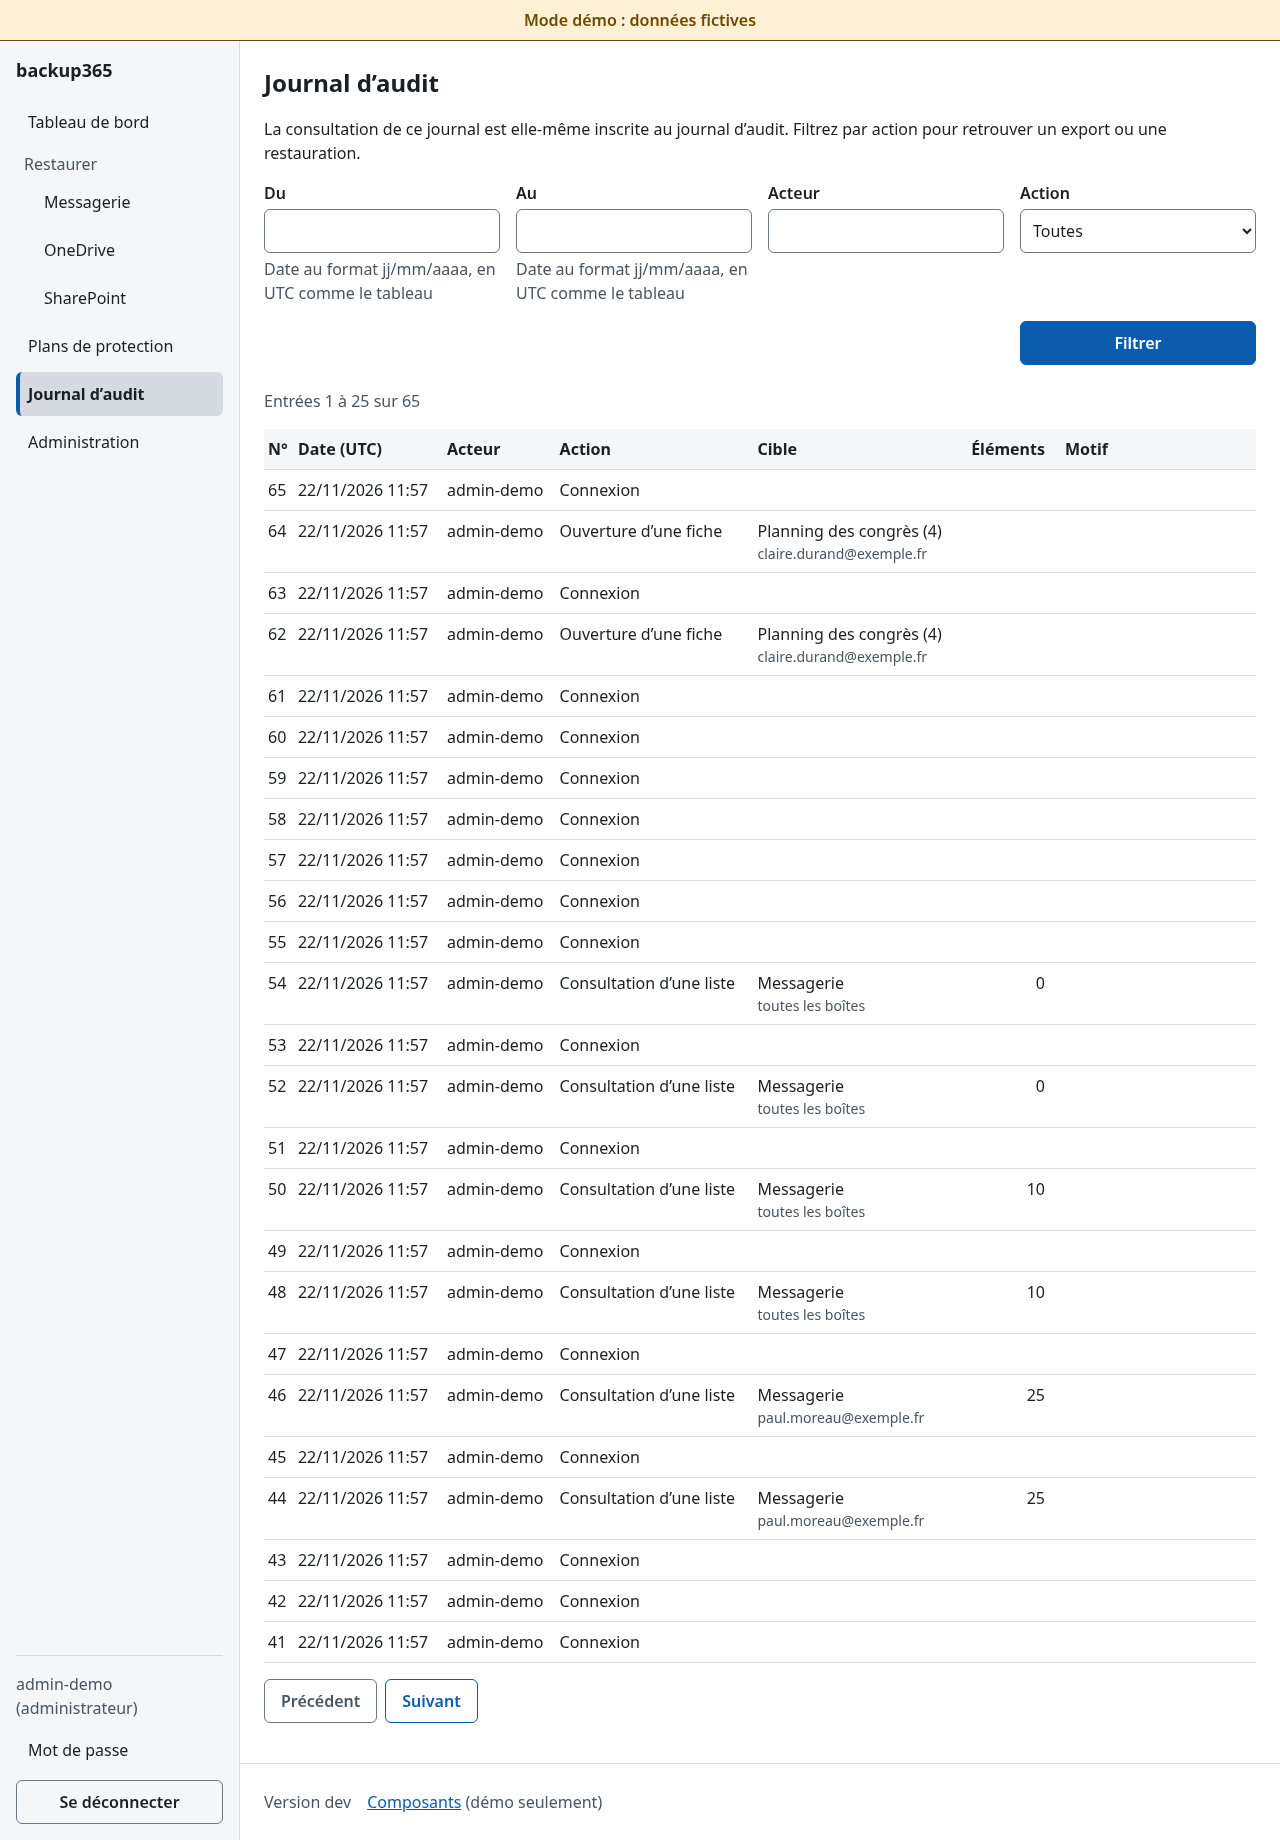 Mode démo : données fictives
backup365
Tableau de bord
Restaurer
Messagerie
OneDrive
SharePoint
Plans de protection
Journal d’audit
Administration
admin-demo
(administrateur)
Mot de passe
Se déconnecter
Journal d’audit
La consultation de ce journal est elle-même inscrite au journal d’audit. Filtrez par action pour retrouver un export ou une
restauration.
Du
Date au format jj/mm/aaaa, en
UTC comme le tableau
Au
Date au format jj/mm/aaaa, en
UTC comme le tableau
Acteur
Action
Toutes
Filtrer
Entrées 1 à 25 sur 65
N° Date (UTC) Acteur Action Cible Éléments Motif
65 22/11/2026 11:57 admin-demo Connexion
64 22/11/2026 11:57 admin-demo Ouverture d’une fiche Planning des congrès (4)
claire.durand@exemple.fr
63 22/11/2026 11:57 admin-demo Connexion
62 22/11/2026 11:57 admin-demo Ouverture d’une fiche Planning des congrès (4)
claire.durand@exemple.fr
61 22/11/2026 11:57 admin-demo Connexion
60 22/11/2026 11:57 admin-demo Connexion
59 22/11/2026 11:57 admin-demo Connexion
58 22/11/2026 11:57 admin-demo Connexion
57 22/11/2026 11:57 admin-demo Connexion
56 22/11/2026 11:57 admin-demo Connexion
55 22/11/2026 11:57 admin-demo Connexion
54 22/11/2026 11:57 admin-demo Consultation d’une liste Messagerie 0
toutes les boîtes
53 22/11/2026 11:57 admin-demo Connexion
52 22/11/2026 11:57 admin-demo Consultation d’une liste Messagerie 0
toutes les boîtes
51 22/11/2026 11:57 admin-demo Connexion
50 22/11/2026 11:57 admin-demo Consultation d’une liste Messagerie 10
toutes les boîtes
49 22/11/2026 11:57 admin-demo Connexion
48 22/11/2026 11:57 admin-demo Consultation d’une liste Messagerie 10
toutes les boîtes
47 22/11/2026 11:57 admin-demo Connexion
46 22/11/2026 11:57 admin-demo Consultation d’une liste Messagerie 25
paul.moreau@exemple.fr
45 22/11/2026 11:57 admin-demo Connexion
44 22/11/2026 11:57 admin-demo Consultation d’une liste Messagerie 25
paul.moreau@exemple.fr
43 22/11/2026 11:57 admin-demo Connexion
42 22/11/2026 11:57 admin-demo Connexion
41 22/11/2026 11:57 admin-demo Connexion
Précédent Suivant
Version dev Composants (démo seulement)